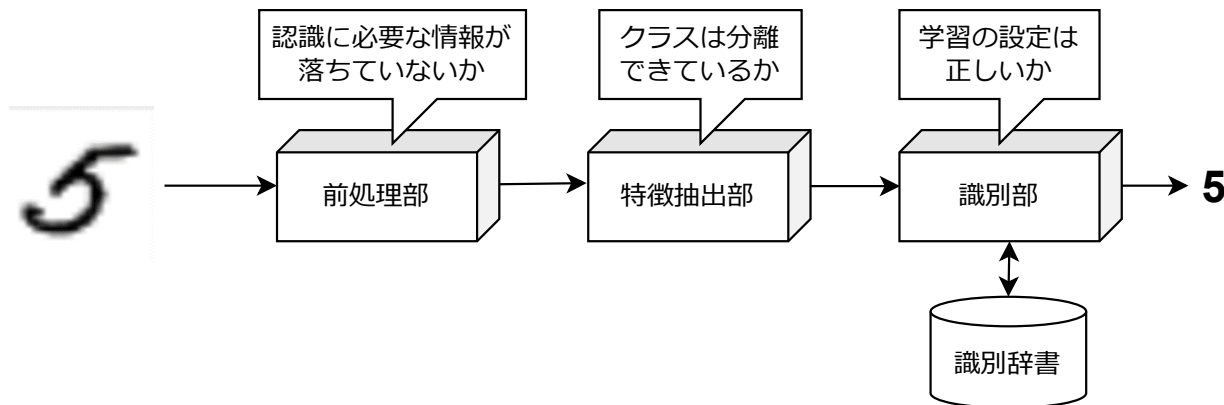 認識に必要な情報が
落ちていないか
クラスは分離
できているか
学習の設定は
正しいか
5
前処理部
特徴抽出部
識別部
5
識別辞書